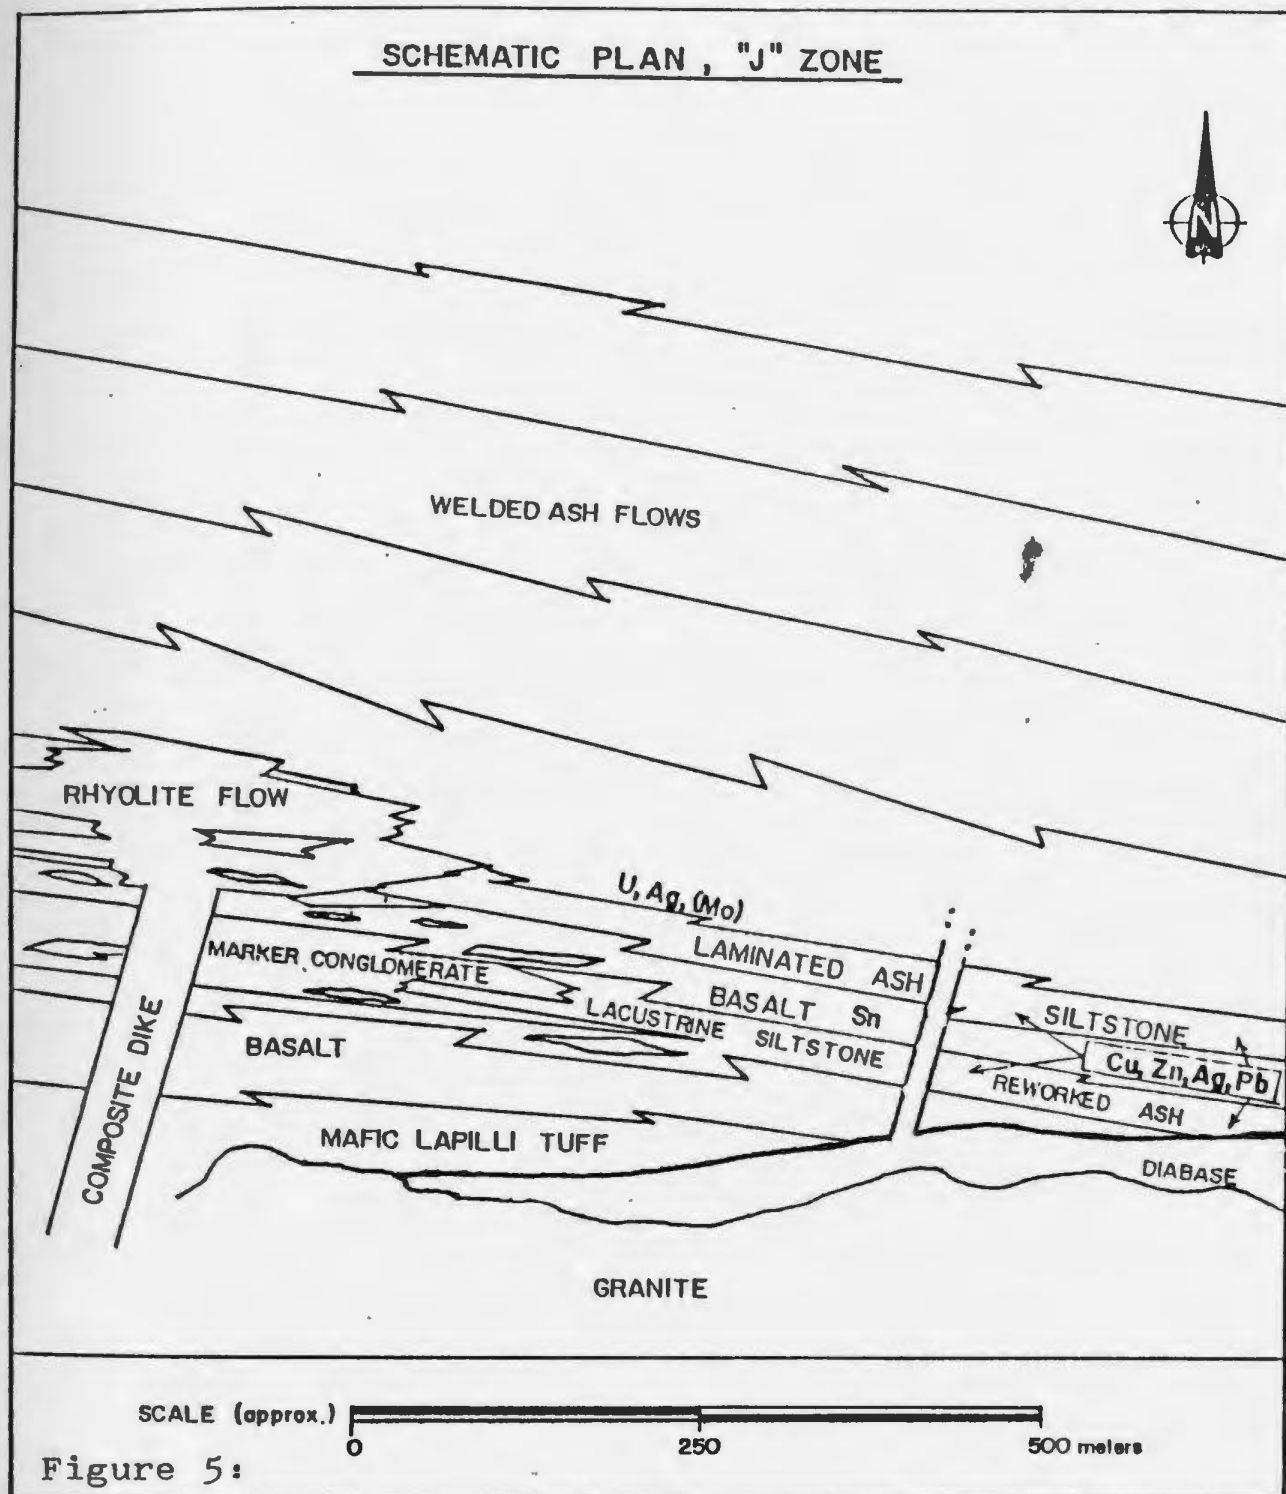 SCHEMATIC PLAN, "J" ZONE
N
WELDED ASH FLOWS
RHYOLITE FLOW
U, Ag, (Mo)
LAMINATED ASH
MARKER CONGLOMERATE
BASALT Sn
LACUSTRINE SILTSTONE
SILTSTONE
BASALT
Cu, Zn, Ag, Pb
REWORKED ASH
COMPOSITE DIKE
MAFIC LAPILLI TUFF
DIABASE
GRANITE
SCALE (approx.)
0 250 500 meters
Figure 5: